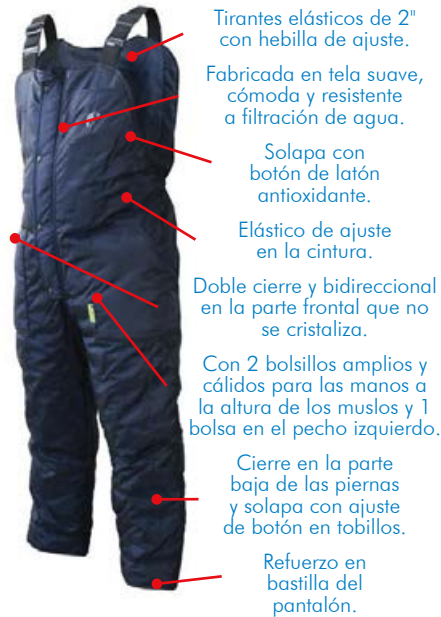 Tirantes elásticos de 2"
con hebilla de ajuste.
Fabricada en tela suave,
cómoda y resistente
a filtración de agua.
Solapa con
botón de latón
antioxidante.
Elástico de ajuste
en la cintura.
Doble cierre y bidireccional
en la parte frontal que no
se cristaliza.
Con 2 bolsillos amplios y
cálidos para las manos a
la altura de los muslos y 1
bolsa en el pecho izquierdo.
Cierre en la parte
baja de las piernas
y solapa con ajuste
de botón en tobillos.
Refuerzo en
bastilla del
pantalón.